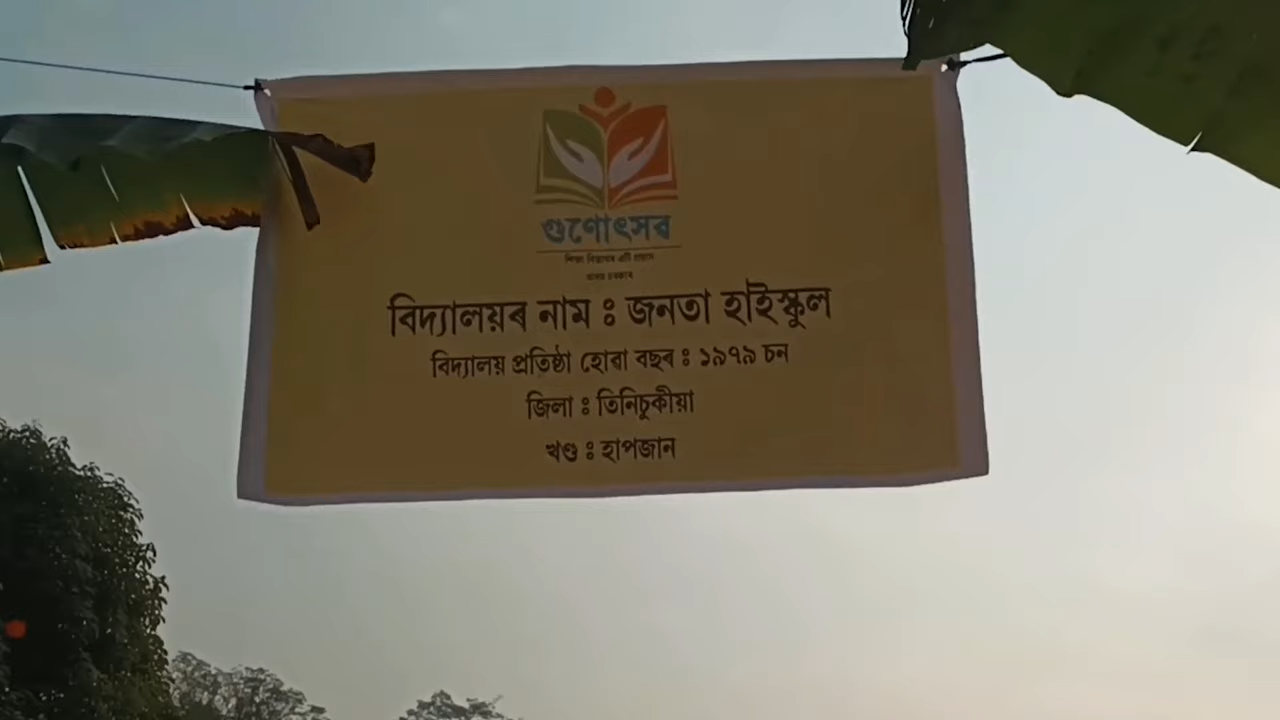 গুণোৎসৱ
বিদ্যালয়ৰ নাম ঃ জনতা হাইস্কুল
বিদ্যালয় প্ৰতিষ্ঠা হোৱা বছৰ ঃ ১৯৭৯ চন
জিলা ঃ তিনিচুকীয়া
খণ্ড ঃ হাপজান